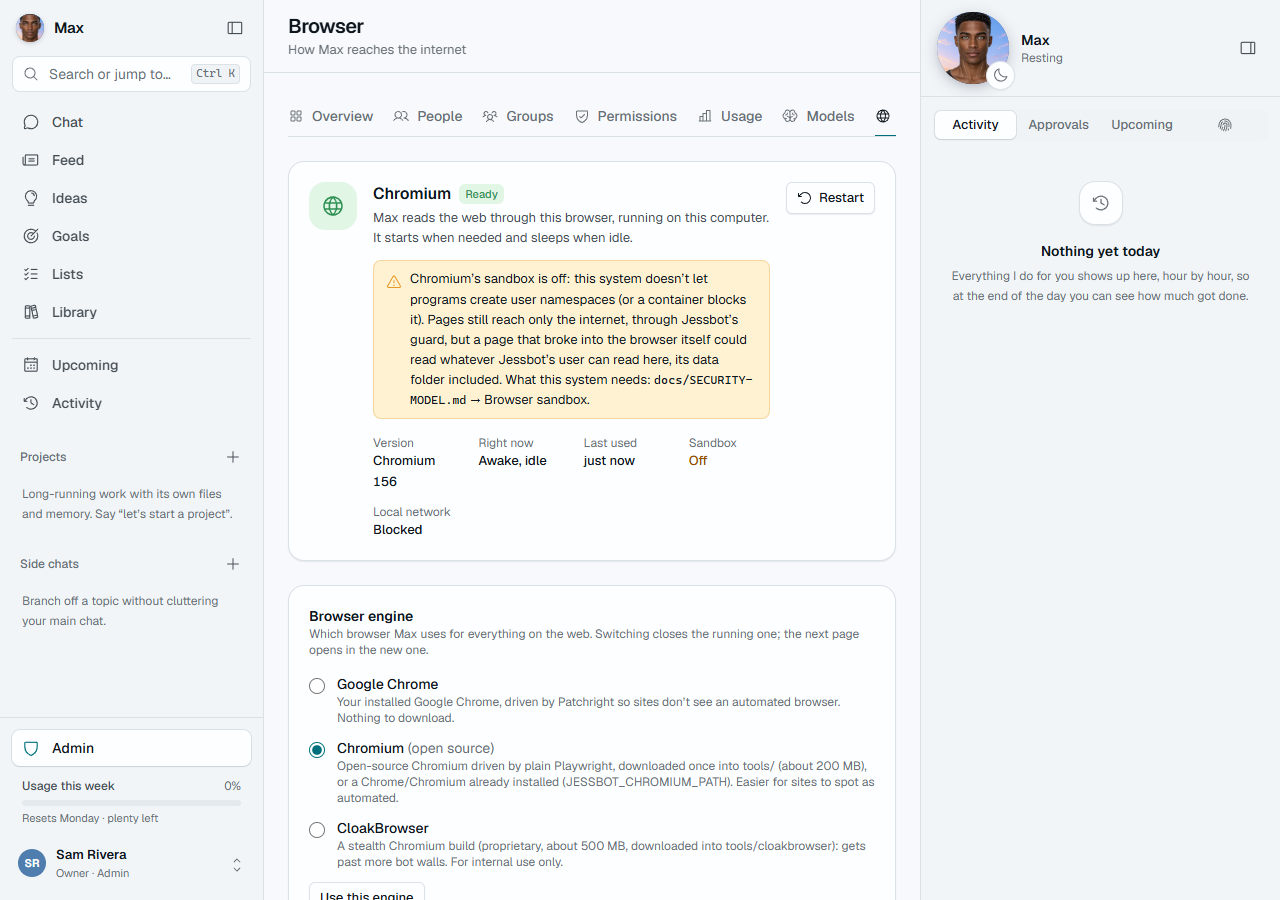 Max
Search or jump to...
Ctrl K
Chat
Feed
Ideas
Goals
Lists
Library
Upcoming
Activity
Projects
Long-running work with its own files
and memory. Say “let’s start a project”.
Side chats
Branch off a topic without cluttering
your main chat.
Admin
Usage this week 0%
Resets Monday · plenty left
SR
Sam Rivera
Owner · Admin
Browser
How Max reaches the internet
Overview People Groups Permissions Usage Models
Chromium Ready
Restart
Max reads the web through this browser, running on this computer.
It starts when needed and sleeps when idle.
Chromium’s sandbox is off: this system doesn’t let
programs create user namespaces (or a container blocks
it). Pages still reach only the internet, through Jessbot’s
guard, but a page that broke into the browser itself could
read whatever Jessbot’s user can read here, its data
folder included. What this system needs: docs/SECURITY-
MODEL.md → Browser sandbox.
Version Right now Last used Sandbox
Chromium Awake, idle just now Off
156
Local network
Blocked
Browser engine
Which browser Max uses for everything on the web. Switching closes the running one; the next page
opens in the new one.
Google Chrome
Your installed Google Chrome, driven by Patchright so sites don’t see an automated browser.
Nothing to download.
Chromium (open source)
Open-source Chromium driven by plain Playwright, downloaded once into tools/ (about 200 MB),
or a Chrome/Chromium already installed (JESSBOT_CHROMIUM_PATH). Easier for sites to spot as
automated.
CloakBrowser
A stealth Chromium build (proprietary, about 500 MB, downloaded into tools/cloakbrowser): gets
past more bot walls. For internal use only.
Use this engine
Max
Resting
Activity Approvals Upcoming
Nothing yet today
Everything I do for you shows up here, hour by hour, so
at the end of the day you can see how much got done.